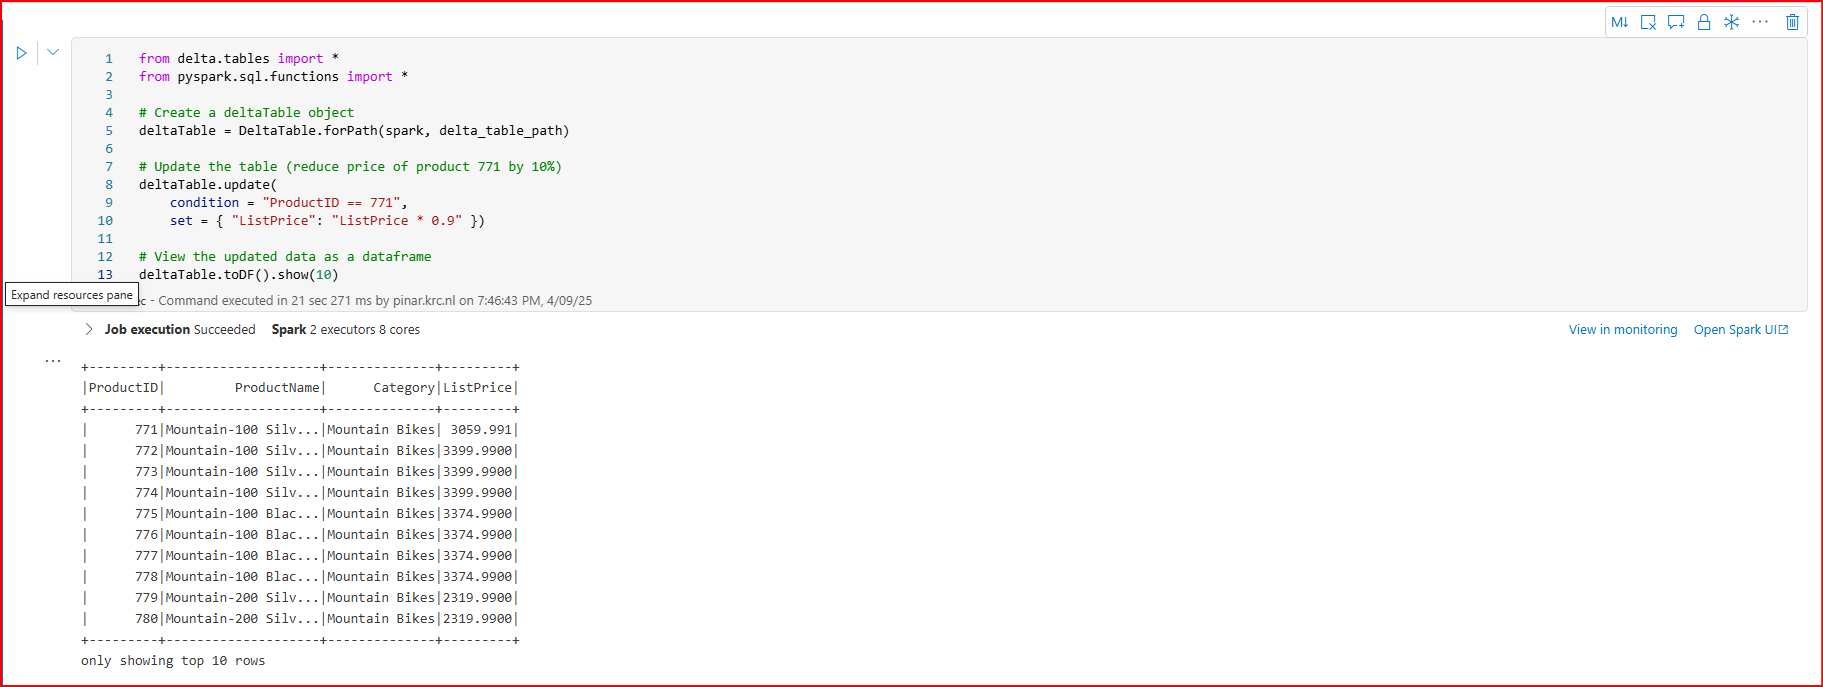 M↓
1 from delta.tables import *
2 from pyspark.sql.functions import *
3
4 # Create a deltaTable object
5 deltaTable = DeltaTable.forPath(spark, delta_table_path)
6
7 # Update the table (reduce price of product 771 by 10%)
8 deltaTable.update(
9     condition = "ProductID == 771",
10     set = { "ListPrice": "ListPrice * 0.9" })
11
12 # View the updated data as a dataframe
13 deltaTable.toDF().show(10)
Expand resources pane
- Command executed in 21 sec 271 ms by pinar.krc.nl on 7:46:43 PM, 4/09/25
Job execution Succeeded Spark 2 executors 8 cores View in monitoring Open Spark UI
+---------+--------------------+--------------+---------+
|ProductID|         ProductName|      Category|ListPrice|
+---------+--------------------+--------------+---------+
|      771|Mountain-100 Silv...|Mountain Bikes| 3059.991|
|      772|Mountain-100 Silv...|Mountain Bikes|3399.9900|
|      773|Mountain-100 Silv...|Mountain Bikes|3399.9900|
|      774|Mountain-100 Silv...|Mountain Bikes|3399.9900|
|      775|Mountain-100 Blac...|Mountain Bikes|3374.9900|
|      776|Mountain-100 Blac...|Mountain Bikes|3374.9900|
|      777|Mountain-100 Blac...|Mountain Bikes|3374.9900|
|      778|Mountain-100 Blac...|Mountain Bikes|3374.9900|
|      779|Mountain-200 Silv...|Mountain Bikes|2319.9900|
|      780|Mountain-200 Silv...|Mountain Bikes|2319.9900|
+---------+--------------------+--------------+---------+
only showing top 10 rows